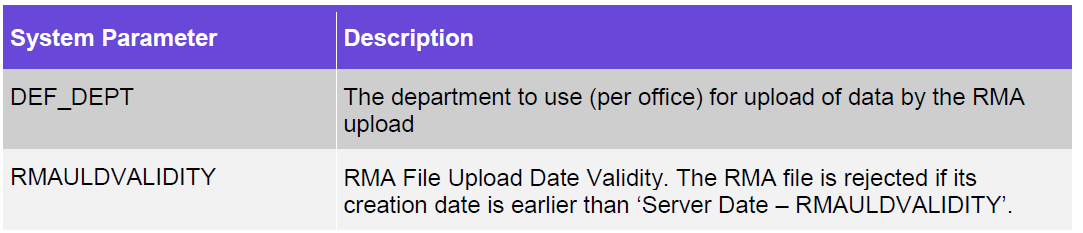 System Parameter
Description
DEF_DEPT
The department to use (per office) for upload of data by the RMA
upload
RMAULDVALIDITY
RMA File Upload Date Validity. The RMA file is rejected if its
creation date is earlier than ‘Server Date – RMAULDVALIDITY’.